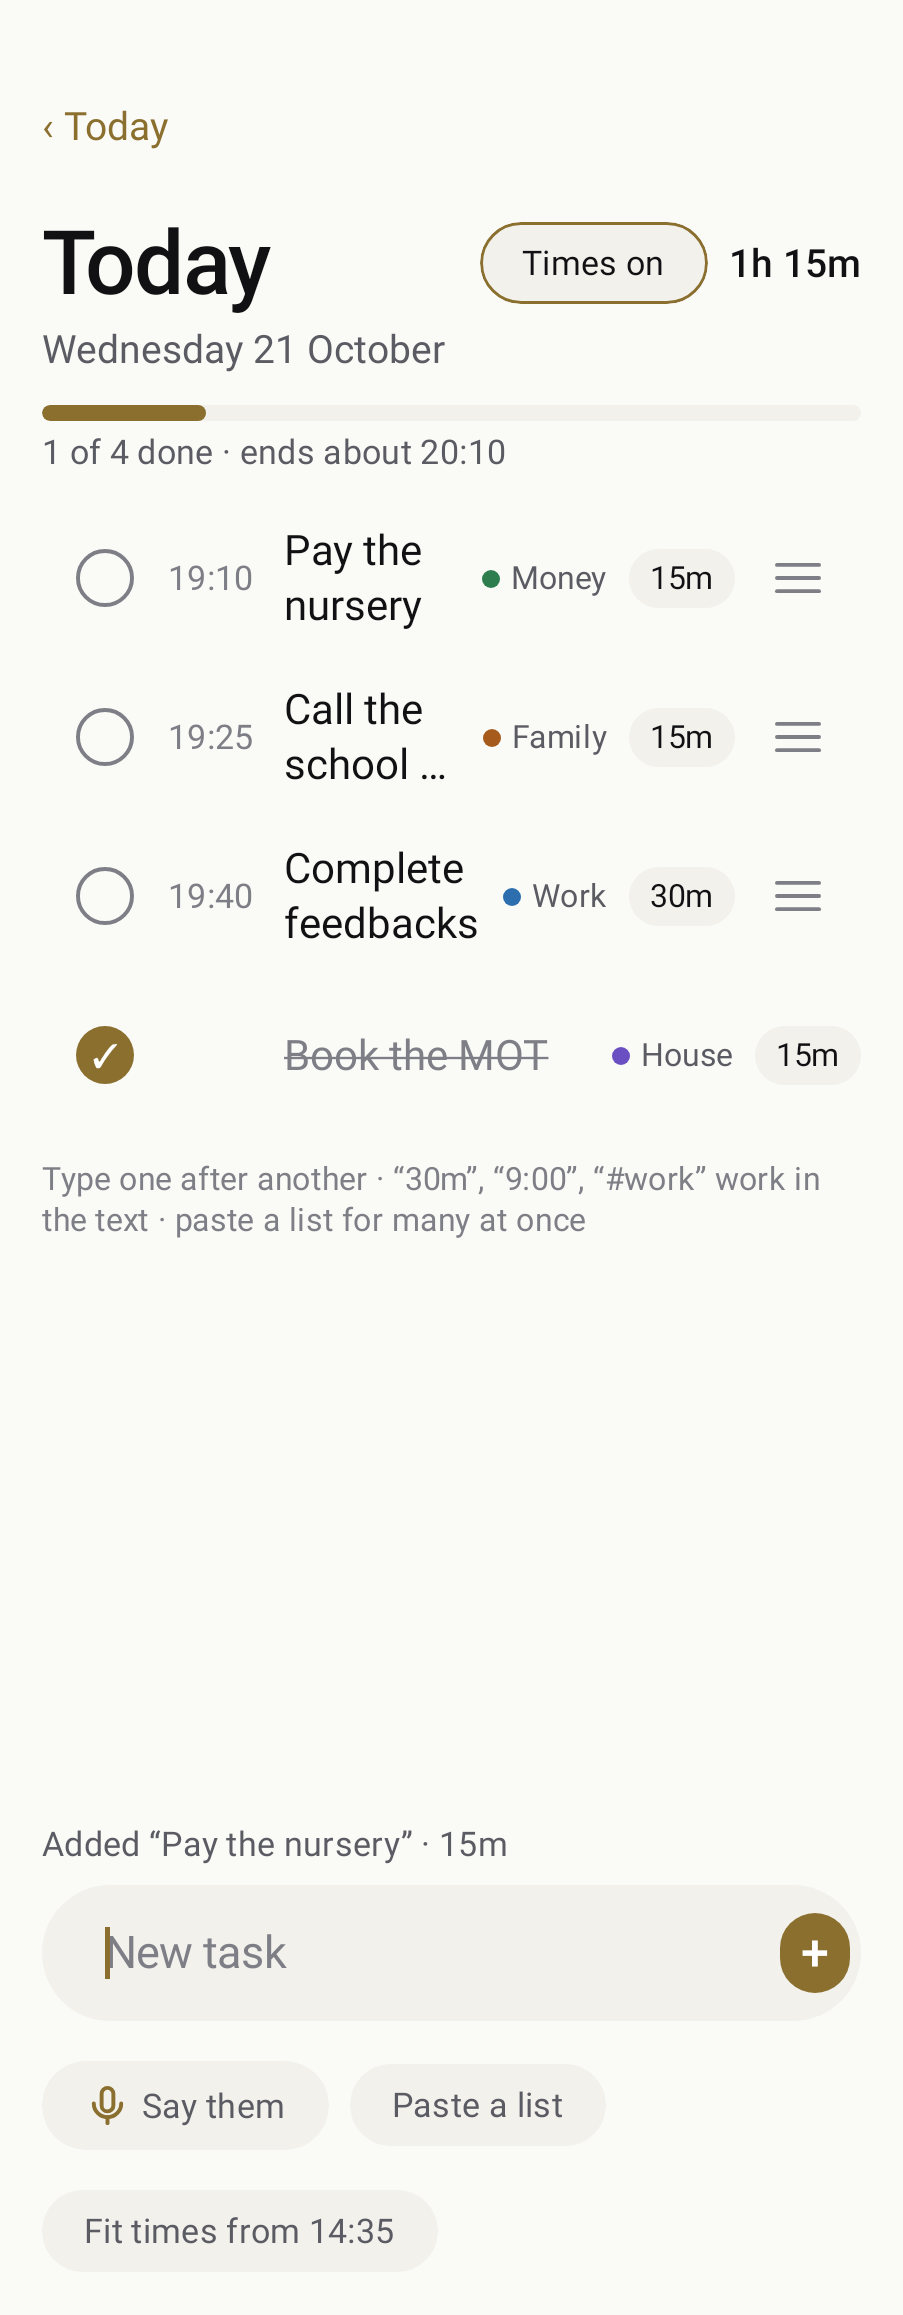 ‹ Today
Today
Times on
1h 15m
Wednesday 21 October
1 of 4 done · ends about 20:10
19:10
Pay the
nursery
Money
15m
19:25
Call the
school ...
Family
15m
19:40
Complete
feedbacks
Work
30m
✓
Book the MOT
House
15m
Type one after another · “30m”, “9:00”, “#work” work in
the text · paste a list for many at once
Added “Pay the nursery” · 15m
New task
+
Say them
Paste a list
Fit times from 14:35